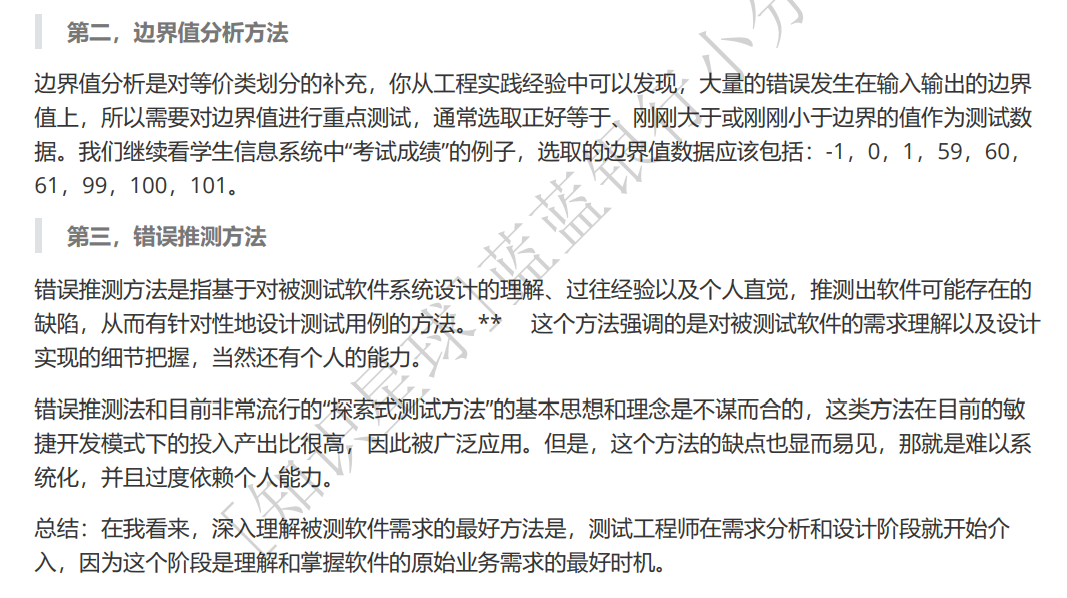 第二，边界值分析方法
边界值分析是对等价类划分的补充，你从工程实践经验中可以发现，大量的错误发生在输入输出的边界
值上，所以需要对边界值进行重点测试，通常选取正好等于、刚刚大于或刚刚小于边界的值作为测试数
据。我们继续看学生信息系统中“考试成绩”的例子，选取的边界值数据应该包括：-1，0，1，59，60，
61，99，100，101。
第三，错误推测方法
错误推测方法是指基于对被测试软件系统设计的理解、过往经验以及个人直觉，推测出软件可能存在的
缺陷，从而有针对性地设计测试用例的方法。** 这个方法强调的是对被测试软件的需求理解以及设计
实现的细节把握，当然还有个人的能力。
错误推测法和目前非常流行的“探索式测试方法”的基本思想和理念是不谋而合的，这类方法在目前的敏
捷开发模式下的投入产出比很高，因此被广泛应用。但是，这个方法的缺点也显而易见，那就是难以系
统化，并且过度依赖个人能力。
总结：在我看来，深入理解被测软件需求的最好方法是，测试工程师在需求分析和设计阶段就开始介
入，因为这个阶段是理解和掌握软件的原始业务需求的最好时机。
［知识星球］蓝蓝银行小分